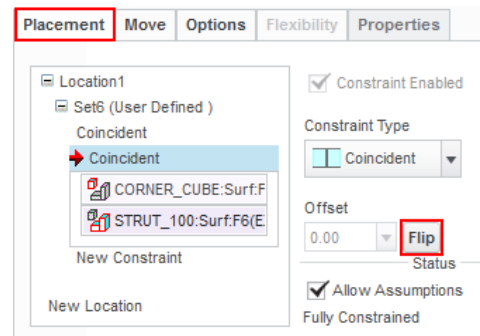 Placement Move Options Flexibility Properties
Location1
Set6 (User Defined )
Coincident
Coincident
CORNER_CUBE:Surf:F
STRUT_100:Surf:F6(E
New Constraint
New Location
Constraint Enabled
Constraint Type
Coincident
Offset
0.00 Flip
Status
Allow Assumptions
Fully Constrained